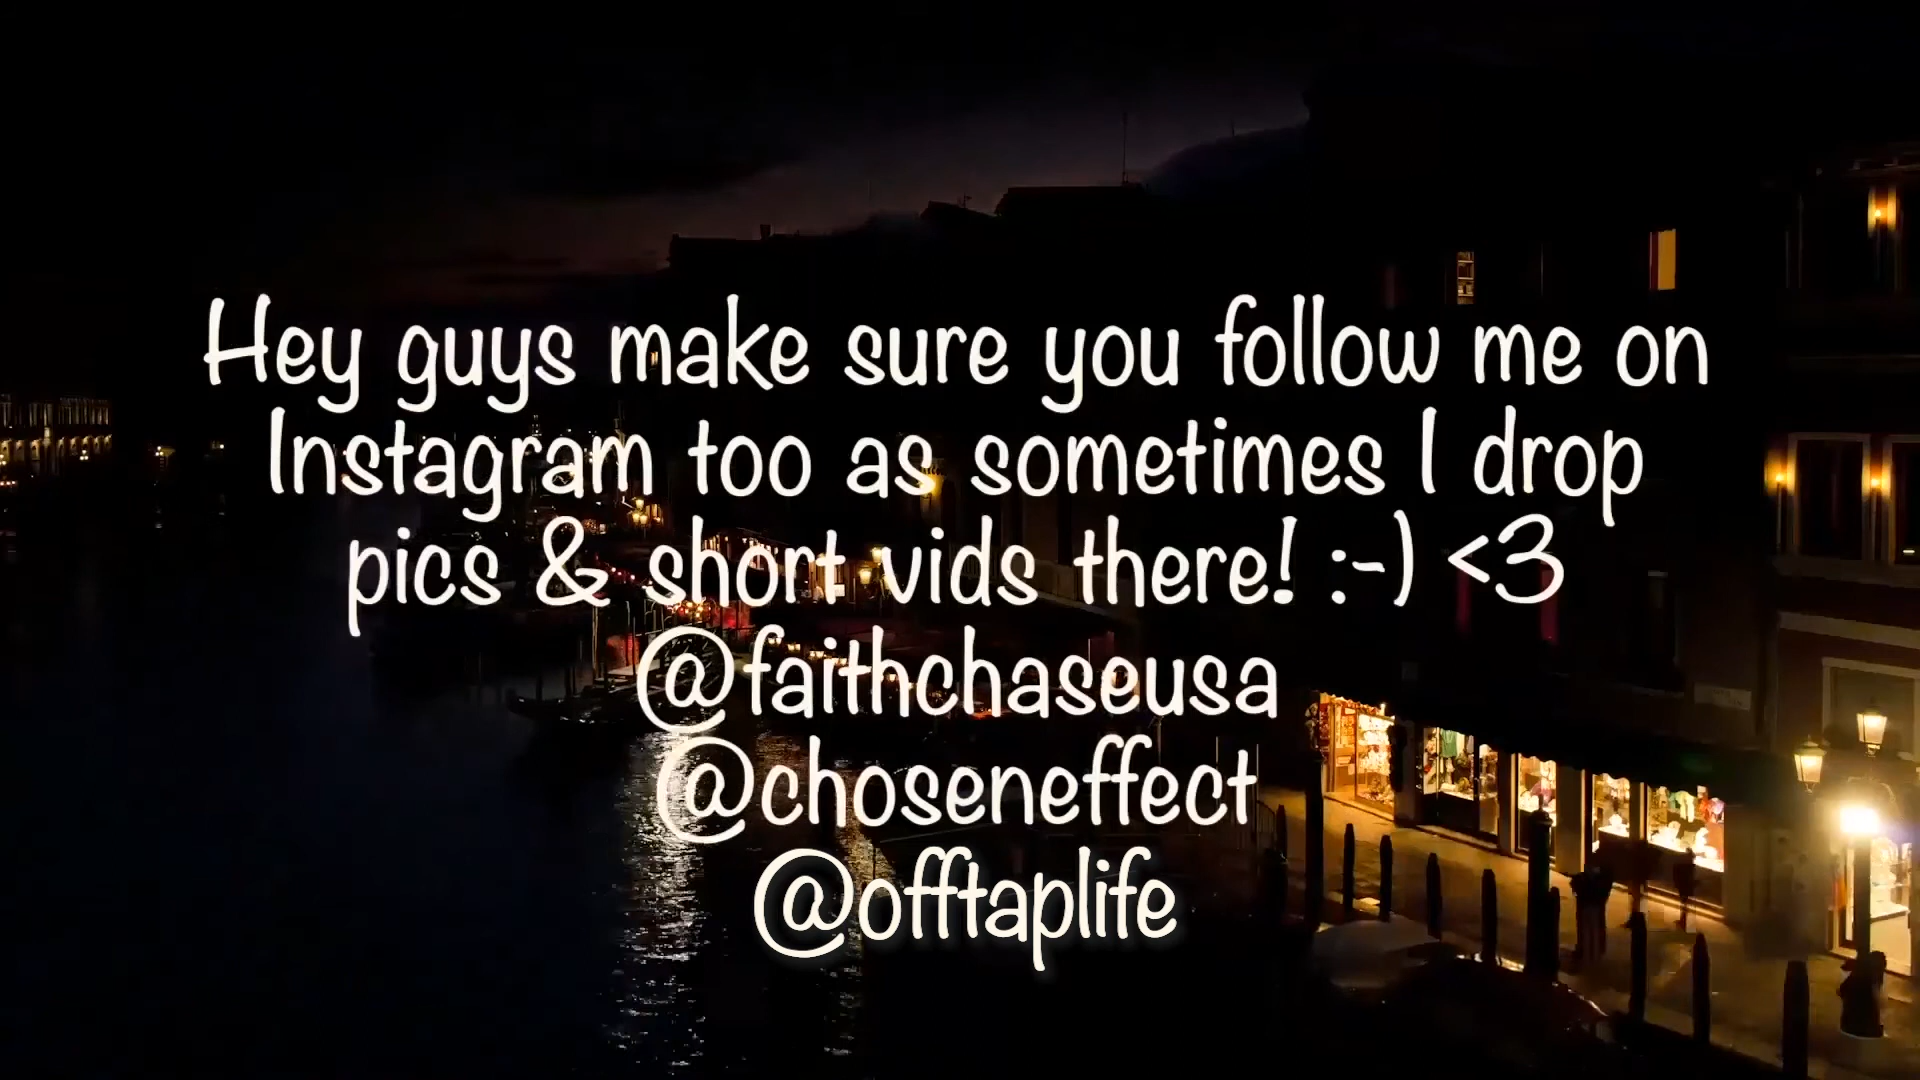 Hey guys make sure you follow me on
Instagram too as sometimes I drop
pics & short vids there! :-) <3
@faithchaseusa
@choseneffect
@offtaplife